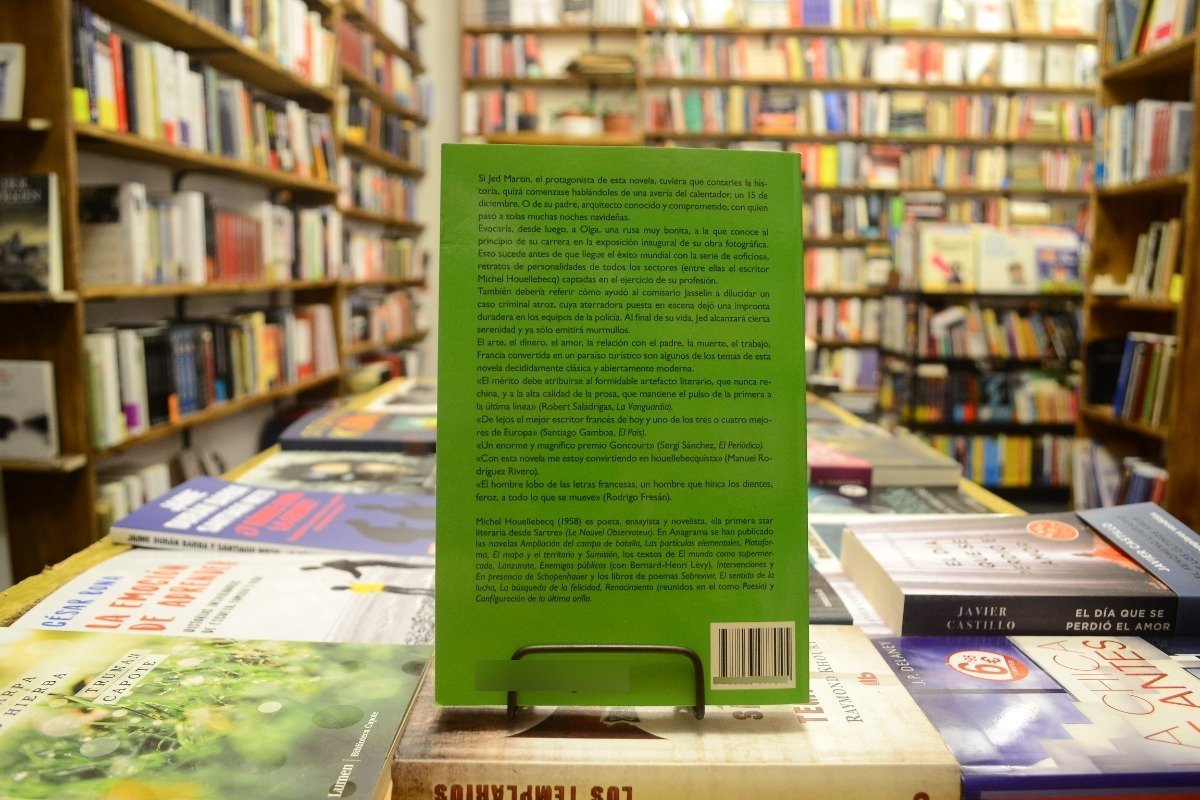 Si Jed Martin, el protagonista de esta novela, tuviera que contarles la his-
toria, quizá comenzase hablándoles de una avería del calentador, un 15 de
diciembre. O de su padre, arquitecto conocido y comprometido, con quien
pasó a solas muchas noches navideñas.
Evocaría, desde luego, a Olga, una rusa muy bonita, a la que conoce al
principio de su carrera en la exposición inaugural de su obra fotográfica.
Esto sucede antes de que llegue el éxito mundial con la serie de «oficios»,
retratos de personalidades de todos los sectores (entre ellas el escritor
Michel Houellebecq) captadas en el ejercicio de su profesión.
También debería referir cómo ayudó al comisario Jasselin a dilucidar un
caso criminal atroz, cuya aterradora puesta en escena dejó una impronta
duradera en los equipos de la policía. Al final de su vida, Jed alcanzará cierta
serenidad y ya sólo emitirá murmullos.
El arte, el dinero, el amor, la relación con el padre, la muerte, el trabajo,
Francia convertida en un paraíso turístico son algunos de los temas de esta
novela decididamente clásica y abiertamente moderna.
«El mérito debe atribuirse al formidable artefacto literario, que nunca re-
china, y a la alta calidad de la prosa, que mantiene el pulso de la primera a
la última línea» (Robert Saladrigas, La Vanguardia).
«De lejos el mejor escritor francés de hoy y uno de los tres o cuatro mejo-
res de Europa» (Santiago Gamboa, El País).
«Un enorme y magnífico premio Goncourt» (Sergi Sánchez, El Periódico).
«Con esta novela me estoy convirtiendo en houellebecquista» (Manuel Ro-
dríguez Rivero).
«El hombre lobo de las letras francesas, un hombre que hinca los dientes,
feroz, a todo lo que se mueve» (Rodrigo Fresán).
Michel Houellebecq (1958) es poeta, ensayista y novelista, «la primera star
literaria desde Sartre» (Le Nouvel Observateur). En Anagrama se han publicado
las novelas Ampliación del campo de batalla, Las partículas elementales, Platafor-
ma, El mapa y el territorio y Sumisión, los textos de El mundo como supermer-
cado, Lanzarote, Enemigos públicos (con Bernard-Henri Lévy), Intervenciones y
En presencia de Schopenhauer y los libros de poemas Sobrevivir, El sentido de la
lucha, La búsqueda de la felicidad, Renacimiento (reunidos en el tomo Poesía) y
Configuración de la última orilla.
CÉSAR BONA
LA EMOCIÓN
DE APRENDER
HIERBA
TRUMAN
CAPOTE
Lumen
Biblioteca Capote
LOS TEMPLARIOS
RAYMOND KHOURY
JAVIER
CASTILLO
EL DÍA QUE SE
PERDIÓ EL AMOR
JAVIER CASTILLO
J.P. DELANEY
LA CHICA
DE ANTES